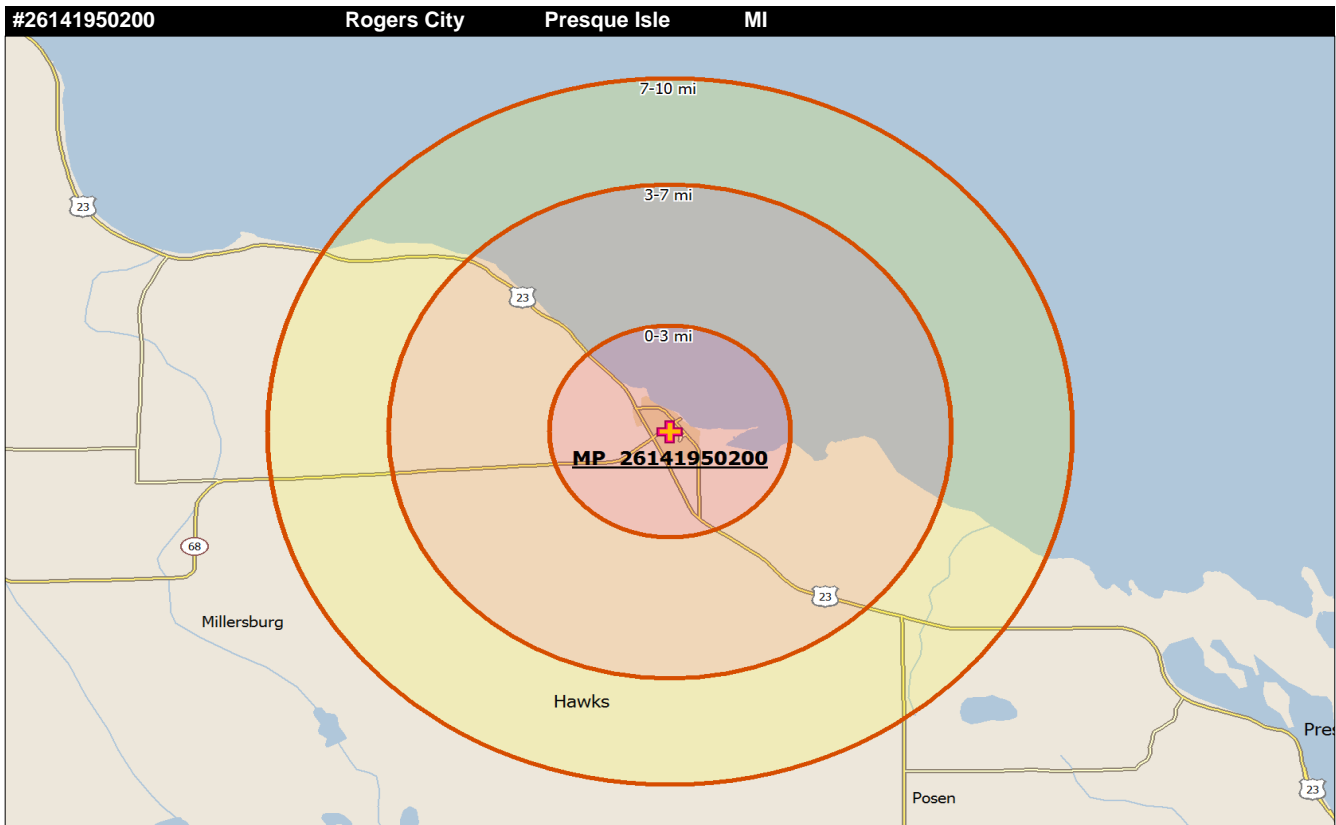 #26141950200 Rogers City Presque Isle MI
7-10 mi
3-7 mi
23
23
0-3 mi
MP 26141950200
68
23
Millersburg
Hawks
Pres
23
Posen